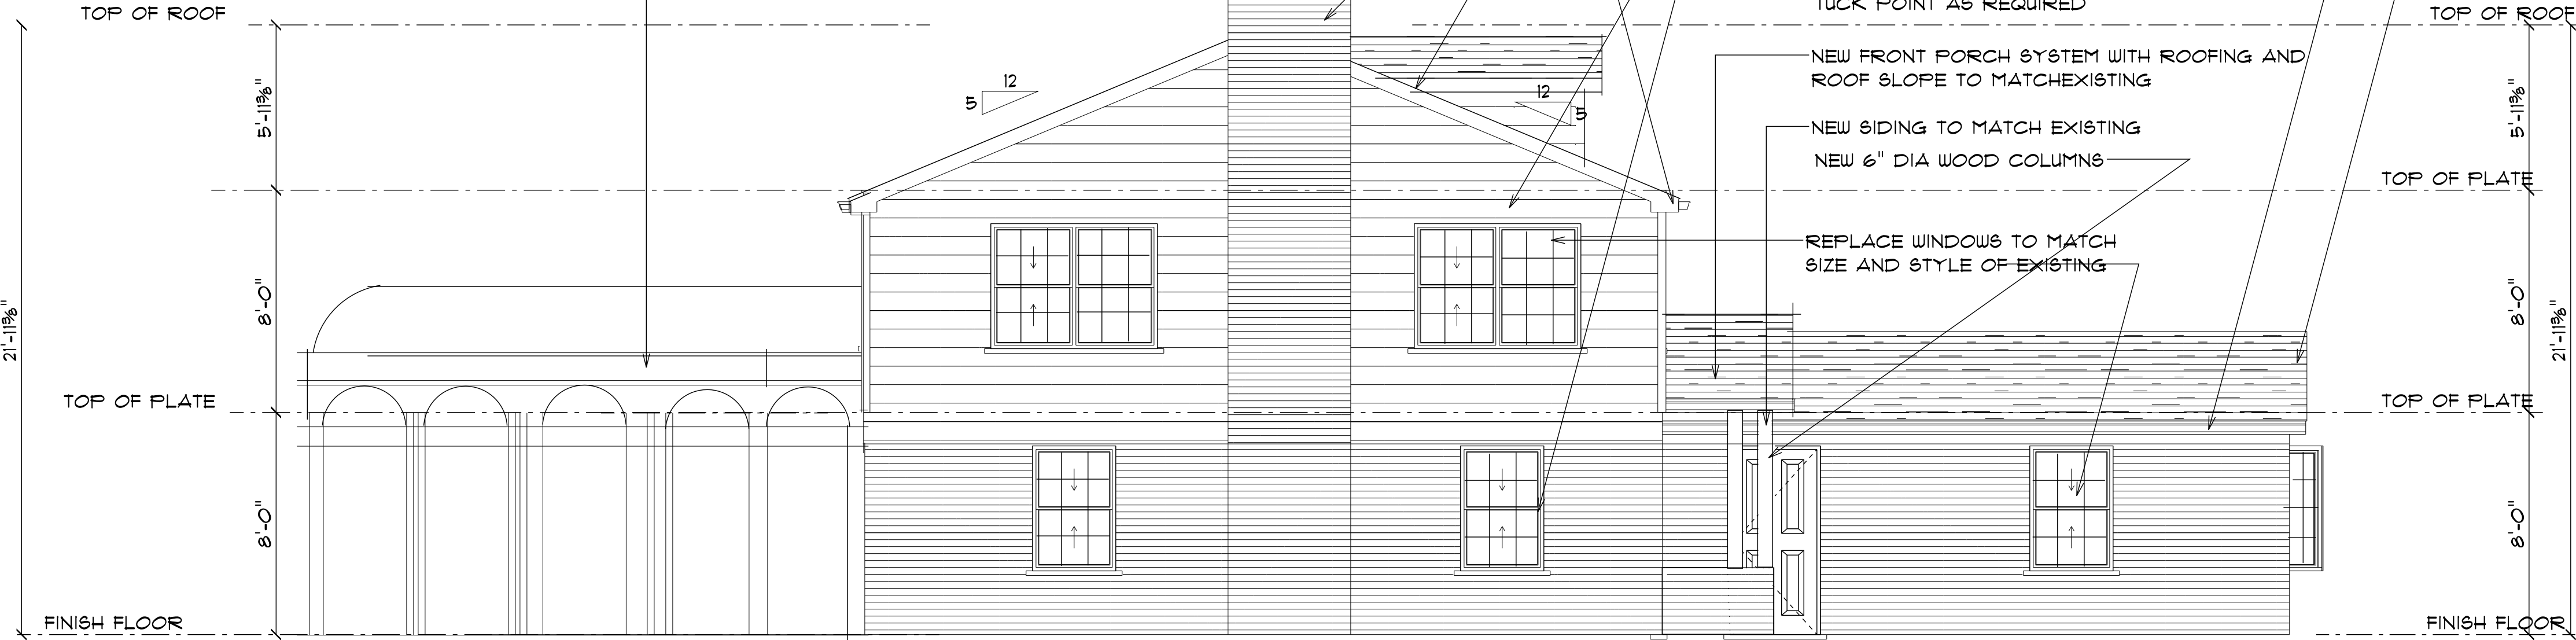 TOP OF ROOF
TUCK POINT AS REQUIRED
TOP OF ROOF
NEW FRONT PORCH SYSTEM WITH ROOFING AND
ROOF SLOPE TO MATCHEXISTING
12
5
12
5
5'-11⅜"
5'-11⅜"
NEW SIDING TO MATCH EXISTING
NEW 6" DIA WOOD COLUMNS
TOP OF PLATE
REPLACE WINDOWS TO MATCH
SIZE AND STYLE OF EXISTING
8'-0"
8'-0"
21'-11⅜"
21'-11⅜"
TOP OF PLATE
TOP OF PLATE
8'-0"
8'-0"
FINISH FLOOR
FINISH FLOOR